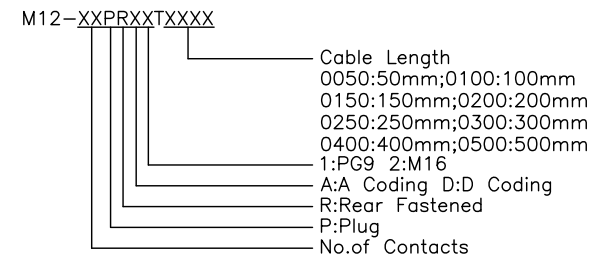 M12-XXPRXXTXXXX
Cable Length
0050:50mm;0100:100mm
0150:150mm;0200:200mm
0250:250mm;0300:300mm
0400:400mm;0500:500mm
1:PG9 2:M16
A:A Coding D:D Coding
R:Rear Fastened
P:Plug
No.of Contacts